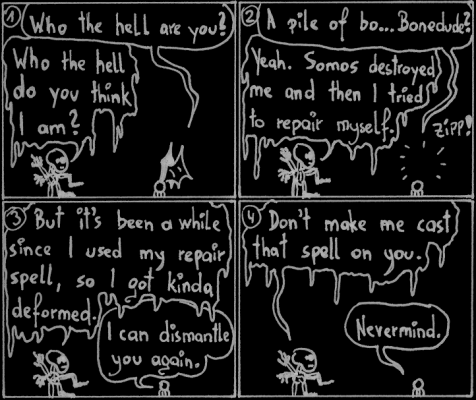 1 Who the hell are you?
Who the hell
do you think
I am?
2 A pile of bo... Bonedude?
Yeah. Somos destroyed
me and then I tried
to repair myself.
ZIPP!
3 But it's been a while
since I used my repair
spell, so I got kinda
deformed.
I can dismantle
you again.
4 Don't make me cast
that spell on you.
Nevermind.